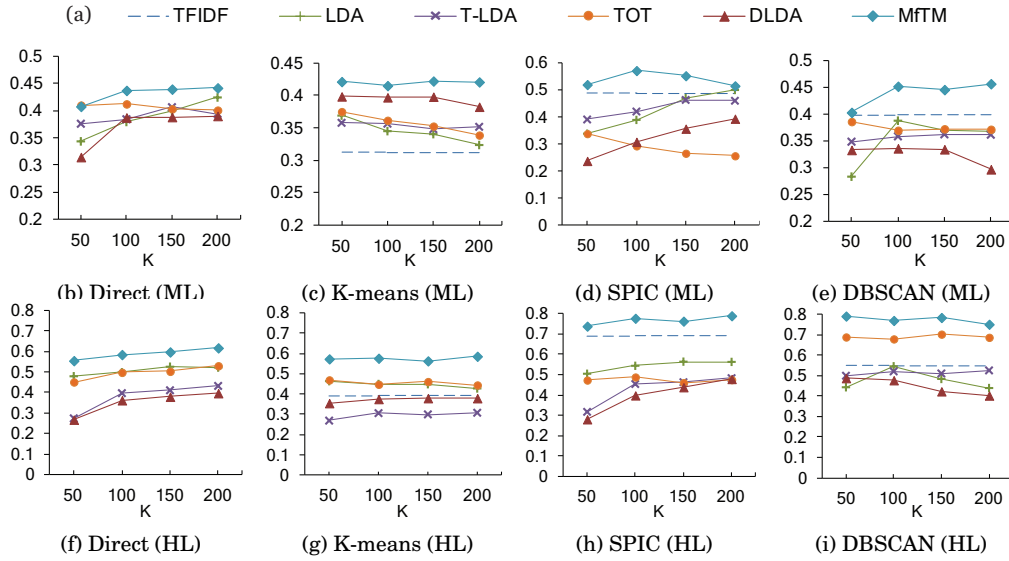 (a) TFIDF LDA T-LDA TOT DLDA MfTM
0.5 0.45 0.4 0.35 0.3 0.25 0.2
50 100 150 200
K
(b) Direct (ML)
0.45 0.4 0.35 0.3 0.25 0.2
50 100 150 200
K
(c) K-means (ML)
0.6 0.5 0.4 0.3 0.2 0.1 0
50 100 150 200
K
(d) SPIC (ML)
0.5 0.45 0.4 0.35 0.3 0.25 0.2
50 100 150 200
K
(e) DBSCAN (ML)
0.8 0.7 0.6 0.5 0.4 0.3 0.2 0.1 0
50 100 150 200
K
(f) Direct (HL)
0.8 0.7 0.6 0.5 0.4 0.3 0.2 0.1 0
50 100 150 200
K
(g) K-means (HL)
0.8 0.7 0.6 0.5 0.4 0.3 0.2 0.1 0
50 100 150 200
K
(h) SPIC (HL)
0.8 0.7 0.6 0.5 0.4 0.3 0.2 0.1 0
50 100 150 200
K
(i) DBSCAN (HL)